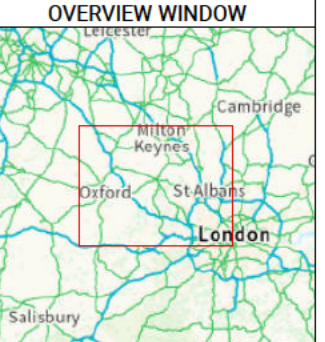 OVERVIEW WINDOW
Leicester
Cambridge
Milton
Keynes
Oxford
St Albans
London
Salisbury